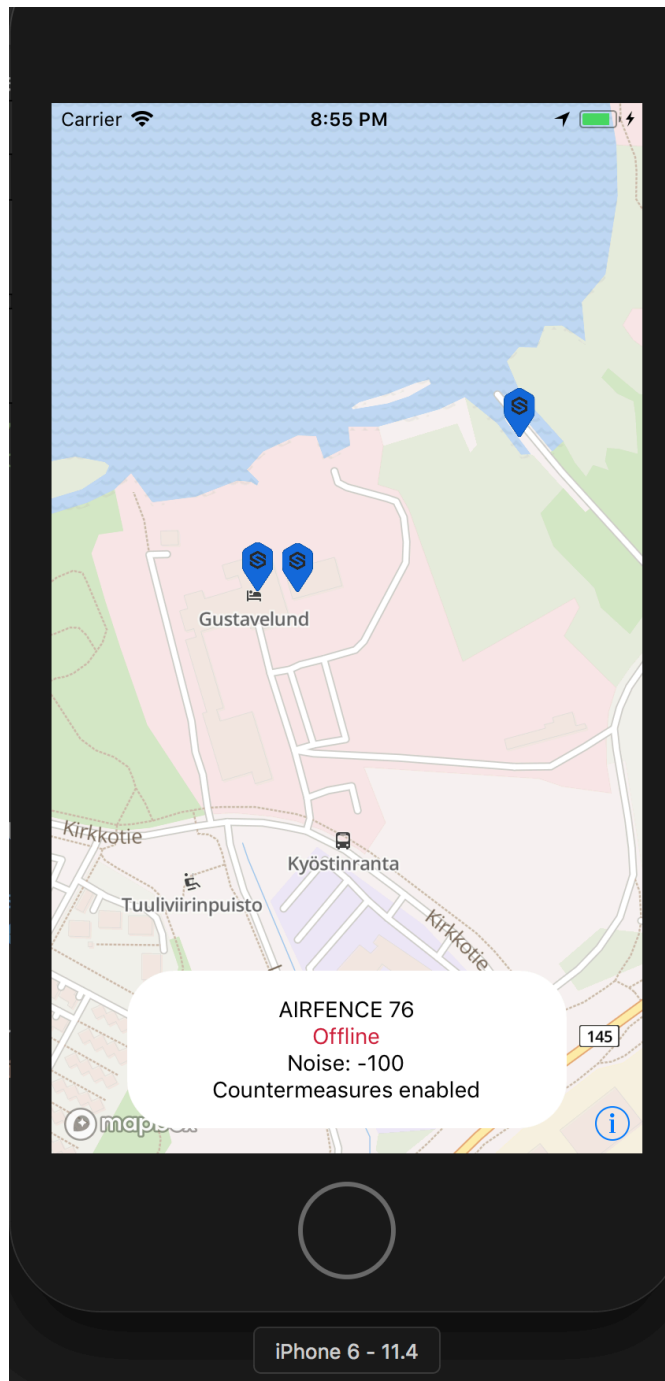 Carrier
8:55 PM
Gustavelund
Kirkkotie
Kyöstinranta
Tuuliviirinpuisto
Kirkkotie
AIRFENCE 76
Offline
Noise: -100
Countermeasures enabled
145
iPhone 6 - 11.4